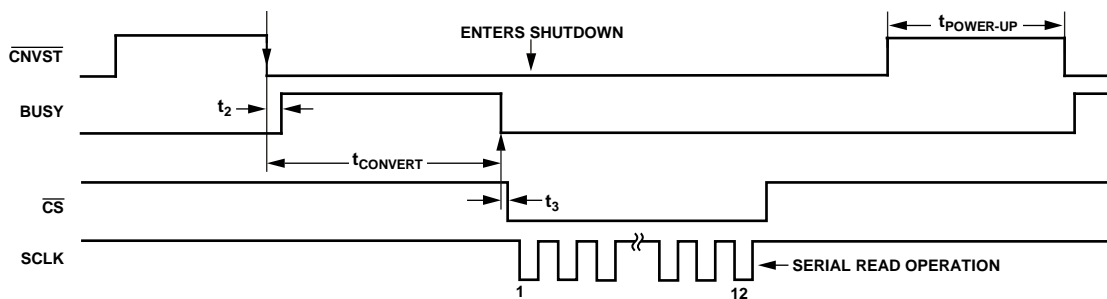 tPOWER-UP
CNVST
ENTERS SHUTDOWN
BUSY
t2
tCONVERT
CS
t3
SCLK
SERIAL READ OPERATION
1
12